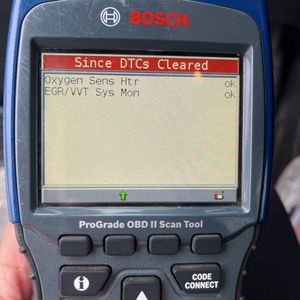 BOSCH
Since DTCs Cleared
Oxygen Sens Htr ok
EGR/VVT Sys Mon ok
ProGrade OBD II Scan Tool
i
CODE
CONNECT